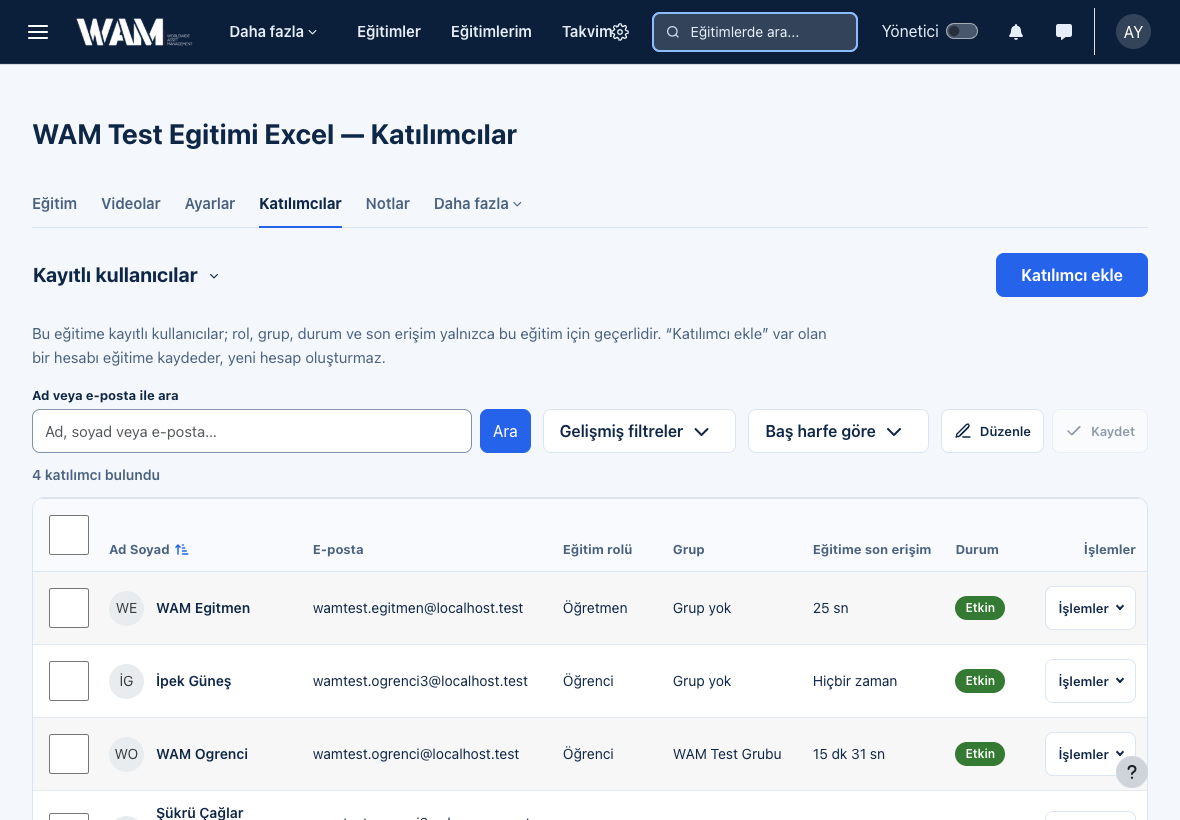 WAM
WORLDWIDE
ASSET
MANAGEMENT
Daha fazla
Eğitimler
Eğitimlerim
Takvim
Eğitimlerde ara...
Yönetici
AY
WAM Test Egitimi Excel — Katılımcılar
Eğitim
Videolar
Ayarlar
Katılımcılar
Notlar
Daha fazla
Kayıtlı kullanıcılar
Katılımcı ekle
Bu eğitime kayıtlı kullanıcılar; rol, grup, durum ve son erişim yalnızca bu eğitim için geçerlidir. “Katılımcı ekle” var olan
bir hesabı eğitime kaydeder, yeni hesap oluşturmaz.
Ad veya e-posta ile ara
Ad, soyad veya e-posta...
Ara
Gelişmiş filtreler
Baş harfe göre
Düzenle
Kaydet
4 katılımcı bulundu
Ad Soyad E-posta Eğitim rolü Grup Eğitime son erişim Durum İşlemler
WE WAM Egitmen wamtest.egitmen@localhost.test Öğretmen Grup yok 25 sn Etkin İşlemler
İG İpek Güneş wamtest.ogrenci3@localhost.test Öğrenci Grup yok Hiçbir zaman Etkin İşlemler
WO WAM Ogrenci wamtest.ogrenci@localhost.test Öğrenci WAM Test Grubu 15 dk 31 sn Etkin İşlemler
?
Şükrü Çağlar